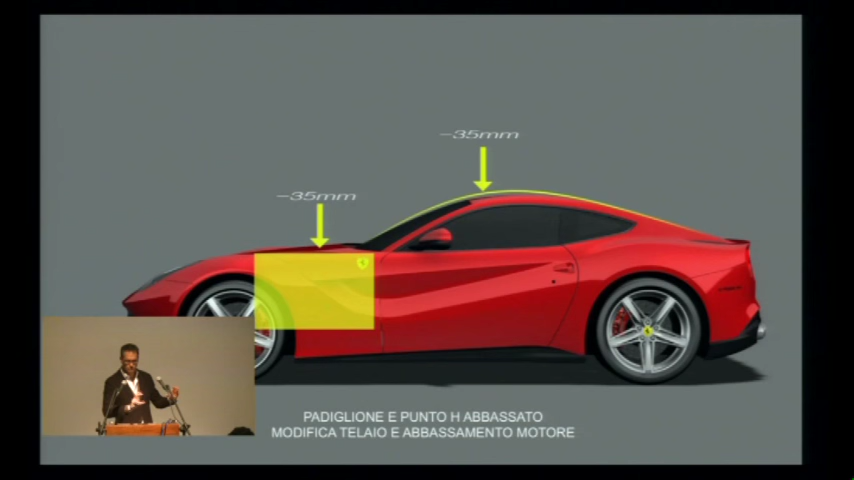 -35mm
-35mm
PADIGLIONE E PUNTO H ABBASSATO
MODIFICA TELAIO E ABBASSAMENTO MOTORE